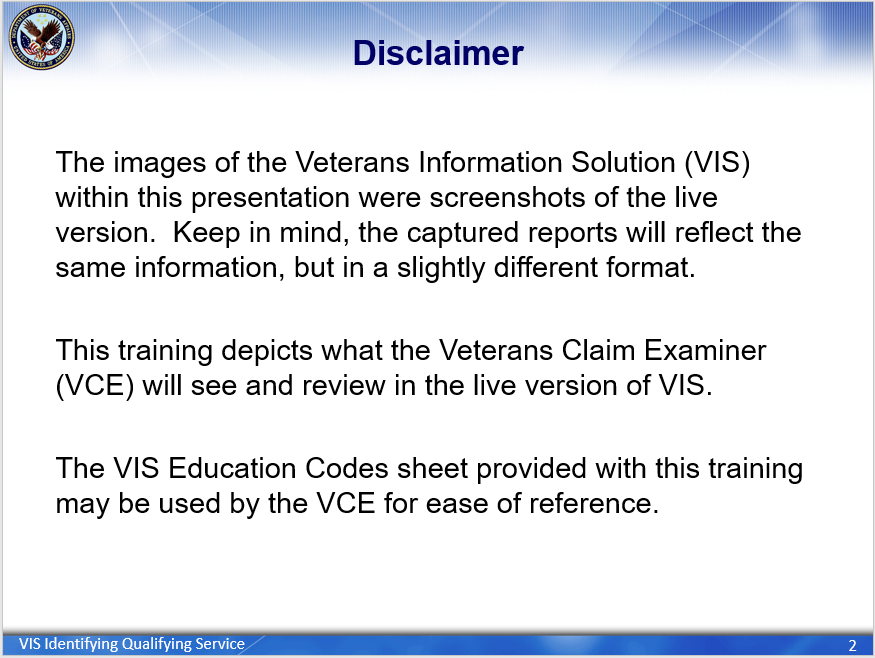 Disclaimer
The images of the Veterans Information Solution (VIS)
within this presentation were screenshots of the live
version.  Keep in mind, the captured reports will reflect the
same information, but in a slightly different format.
This training depicts what the Veterans Claim Examiner
(VCE) will see and review in the live version of VIS.
The VIS Education Codes sheet provided with this training
may be used by the VCE for ease of reference.
VIS Identifying Qualifying Service
2